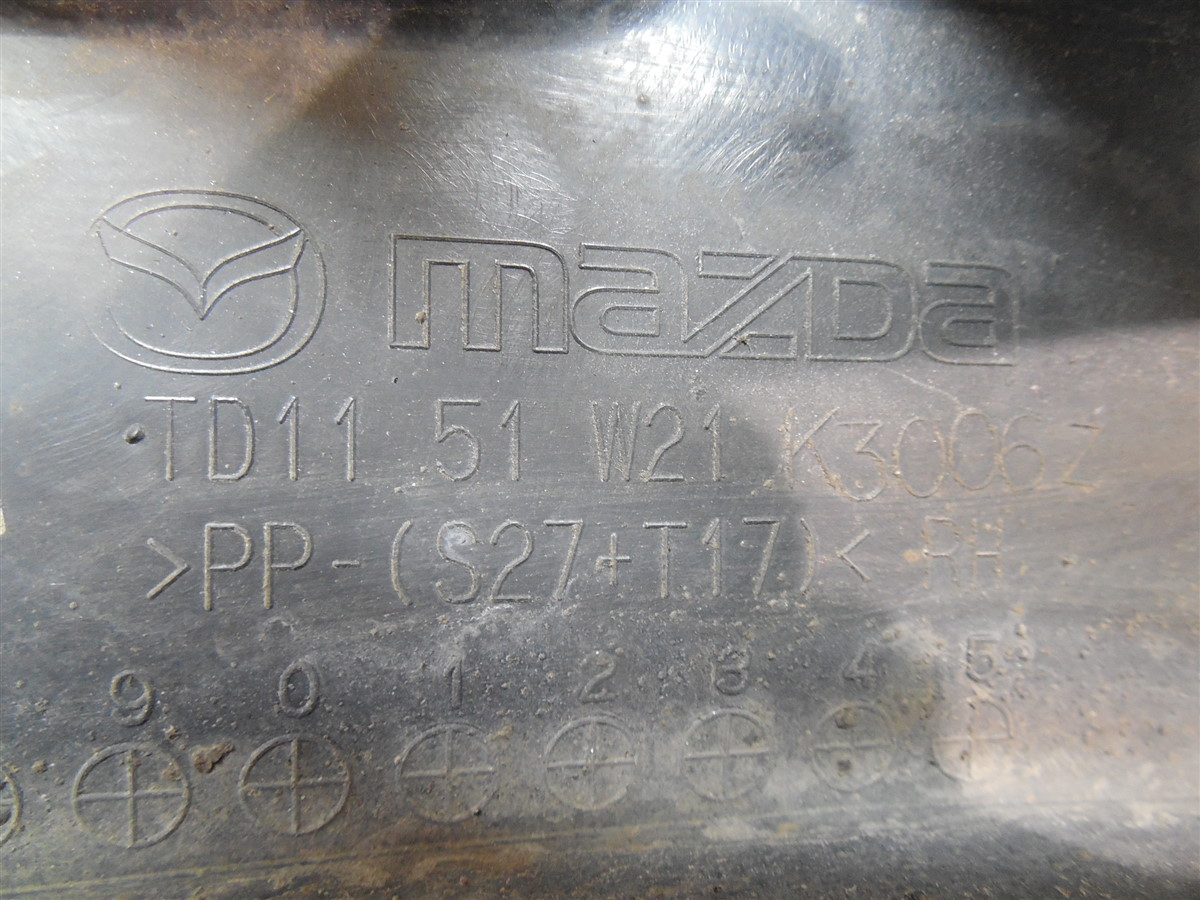 mazda
TD11 51 W21 K3006Z
>PP-(S27+T17)< RH
9 0 1 2 3 4 5